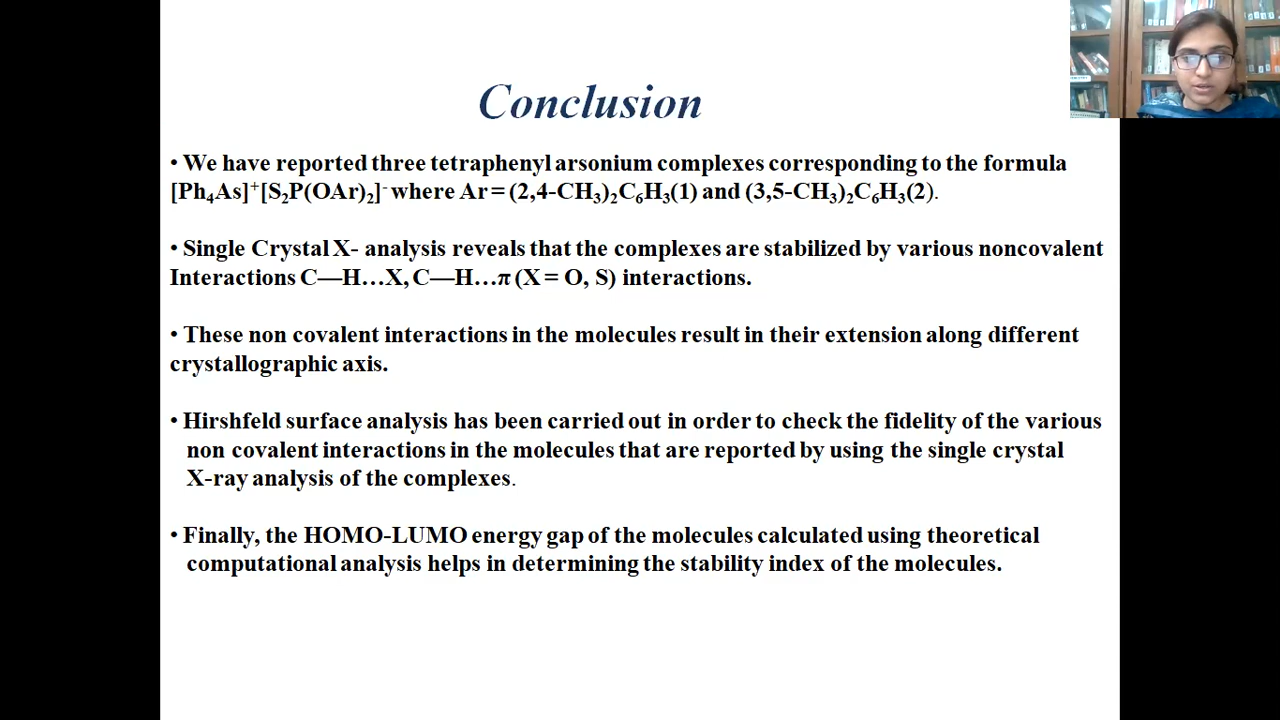 Conclusion
• We have reported three tetraphenyl arsonium complexes corresponding to the formula
[Ph₄As]⁺[S₂P(OAr)₂]⁻ where Ar = (2,4-CH₃)₂C₆H₃(1) and (3,5-CH₃)₂C₆H₃(2).
• Single Crystal X- analysis reveals that the complexes are stabilized by various noncovalent
Interactions C—H…X, C—H…π (X = O, S) interactions.
• These non covalent interactions in the molecules result in their extension along different
crystallographic axis.
• Hirshfeld surface analysis has been carried out in order to check the fidelity of the various
non covalent interactions in the molecules that are reported by using the single crystal
X-ray analysis of the complexes.
• Finally, the HOMO-LUMO energy gap of the molecules calculated using theoretical
computational analysis helps in determining the stability index of the molecules.